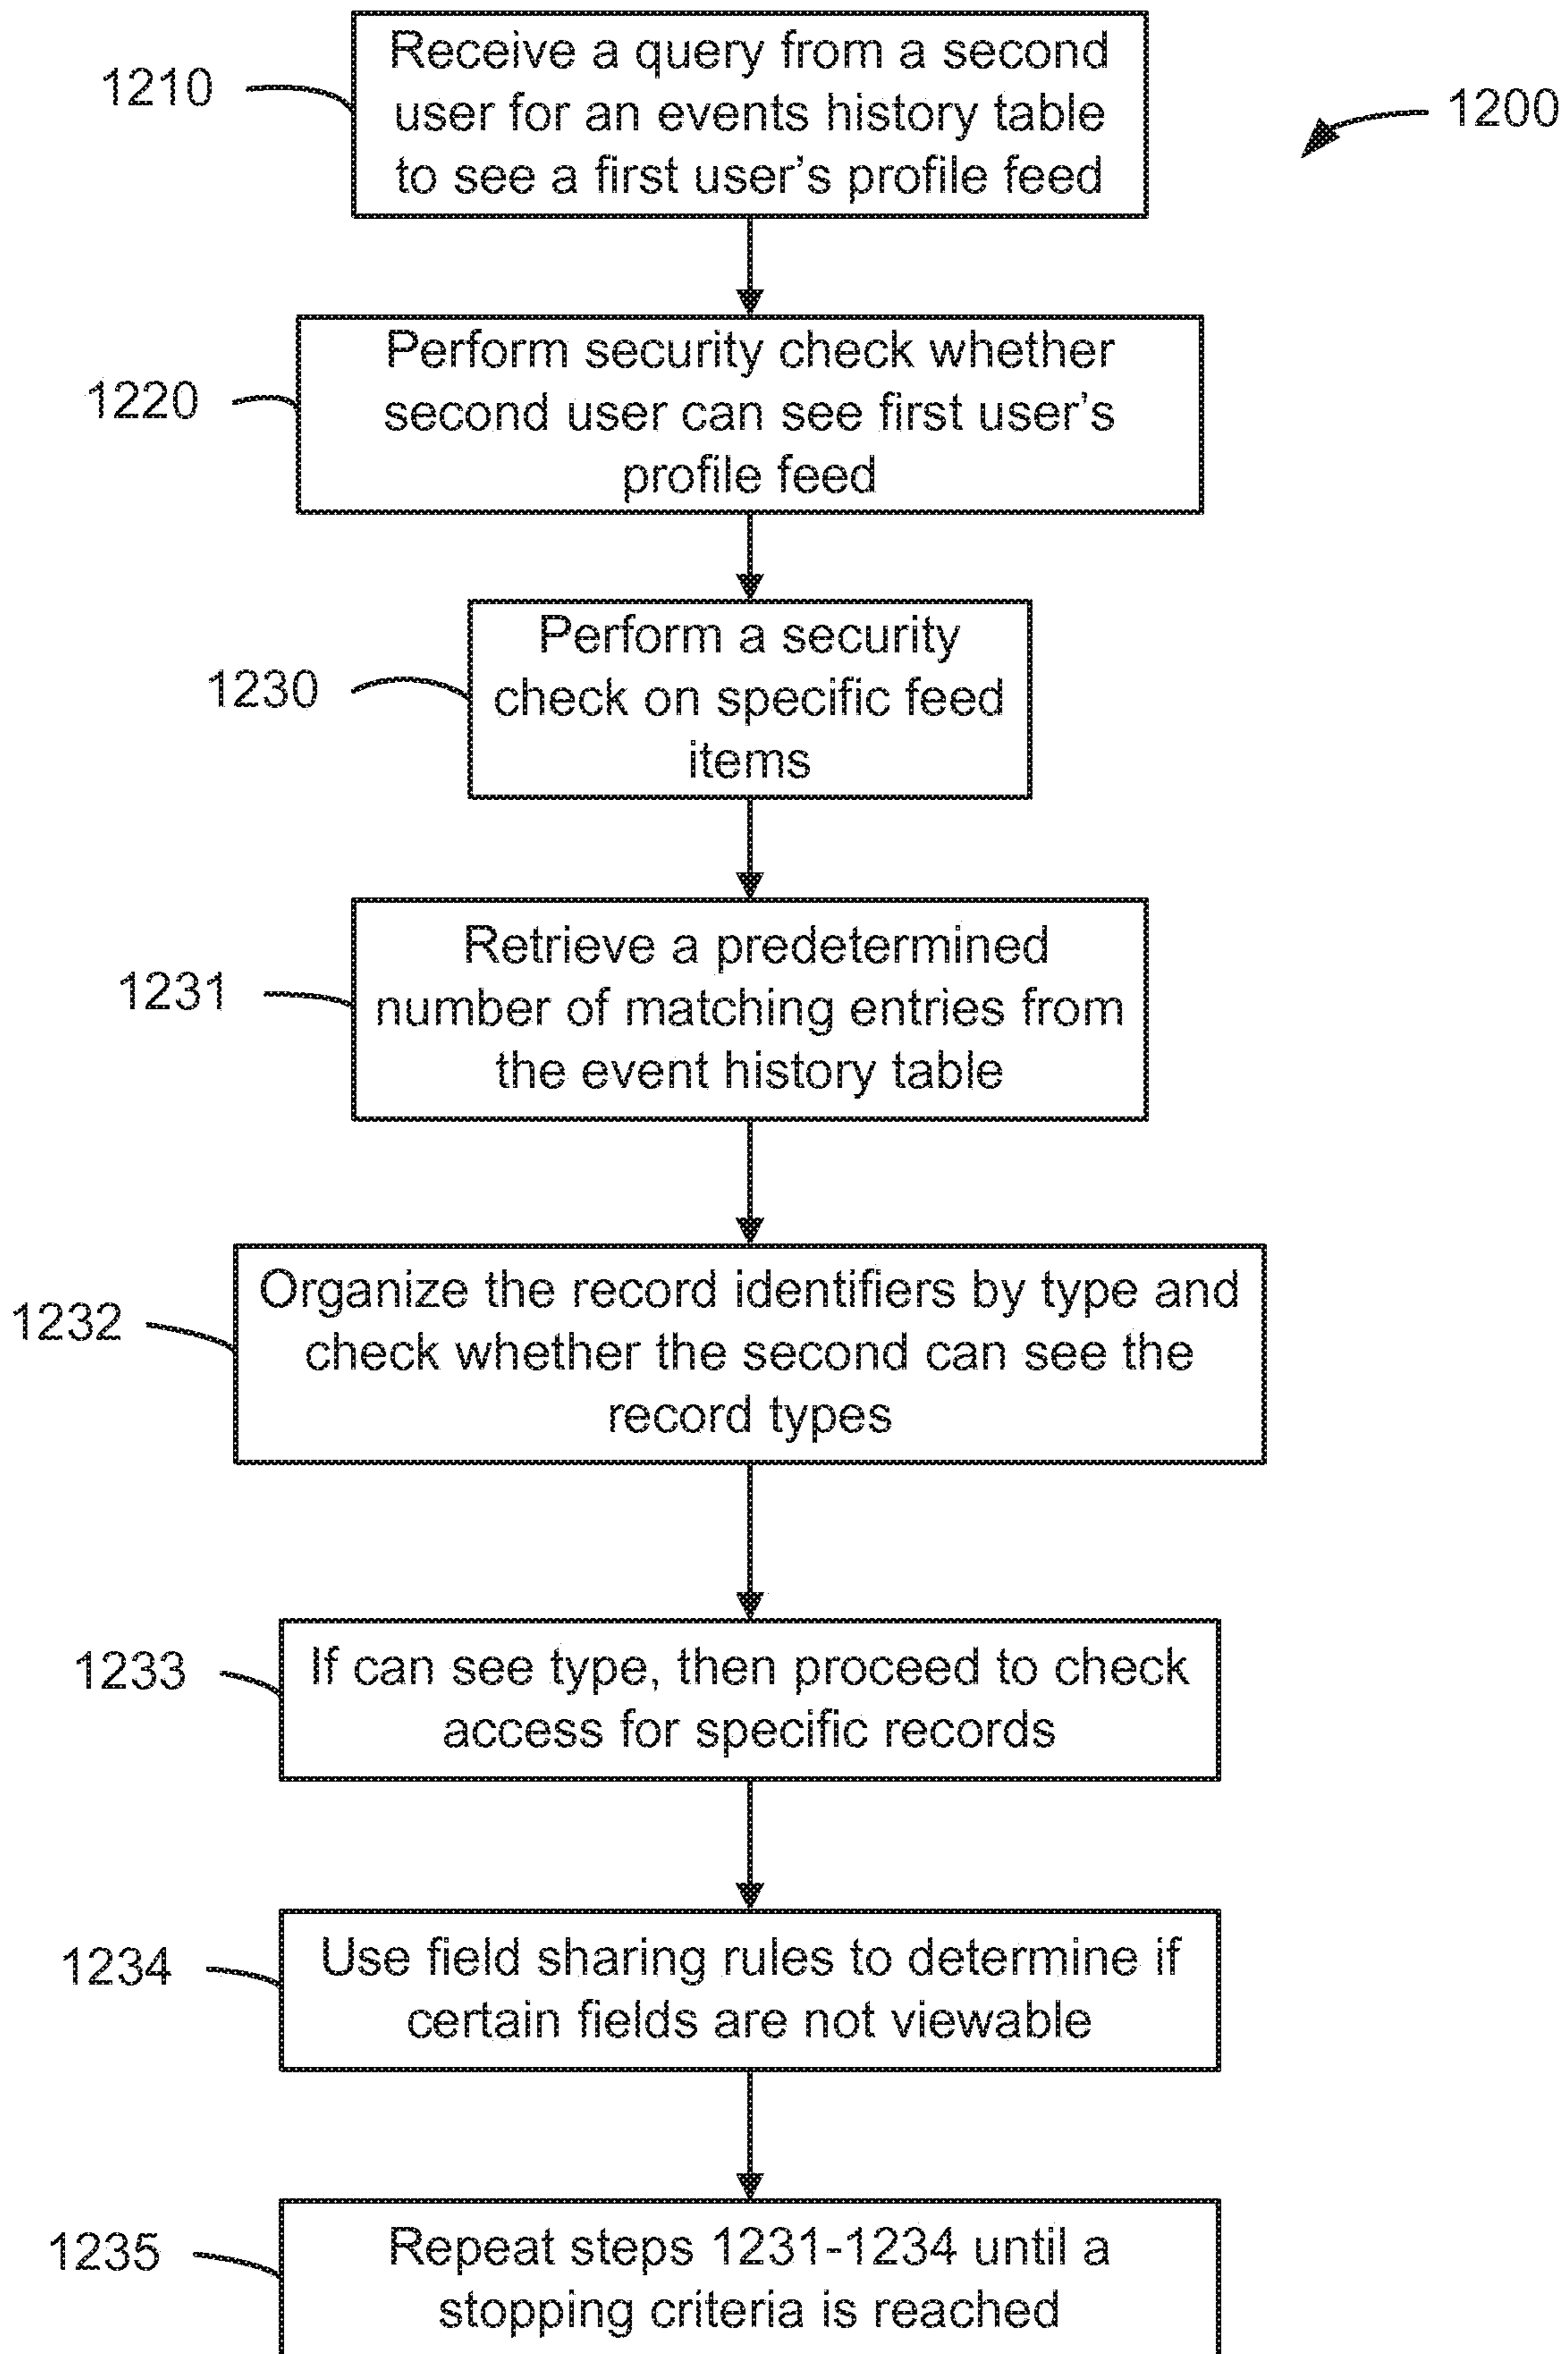 1200
1210
Receive a query from a second
user for an events history table
to see a first user's profile feed
1220
Perform security check whether
second user can see first user's
profile feed
1230
Perform a security
check on specific feed
items
1231
Retrieve a predetermined
number of matching entries from
the event history table
1232
Organize the record identifiers by type and
check whether the second can see the
record types
1233
If can see type, then proceed to check
access for specific records
1234
Use field sharing rules to determine if
certain fields are not viewable
1235
Repeat steps 1231-1234 until a
stopping criteria is reached